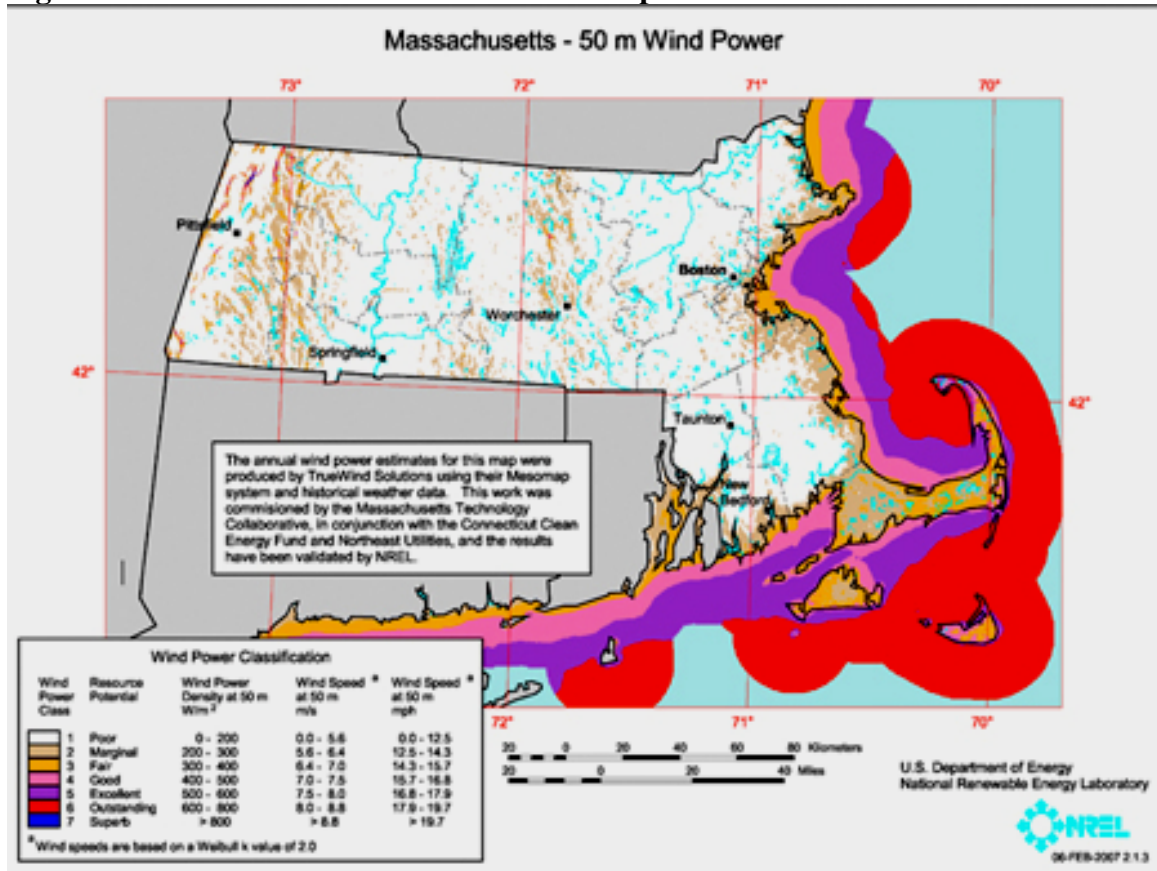 Massachusetts - 50 m Wind Power
73° 72° 71° 70°
Pittsfield
Boston
Worchester
Springfield
42°
42°
Taunton
New
Bedford
The annual wind power estimates for this map were
produced by TrueWind Solutions using their Mesomap
system and historical weather data. This work was
commisioned by the Massachusetts Technology
Collaborative, in conjunction with the Connecticut Clean
Energy Fund and Northeast Utilities, and the results
have been validated by NREL.
Wind Power Classification
Wind Power Class Resource Potential Wind Power Density at 50 m W/m² Wind Speed ª at 50 m m/s Wind Speed ª at 50 m mph
1 Poor 0 - 200 0.0 - 5.6 0.0 - 12.5
2 Marginal 200 - 300 5.6 - 6.4 12.5 - 14.3
3 Fair 300 - 400 6.4 - 7.0 14.3 - 15.7
4 Good 400 - 500 7.0 - 7.5 15.7 - 16.8
5 Excellent 500 - 600 7.5 - 8.0 16.8 - 17.9
6 Outstanding 600 - 800 8.0 - 8.8 17.9 - 19.7
7 Superb > 800 > 8.8 > 19.7
ª Wind speeds are based on a Weibull k value of 2.0
72° 71° 70°
20 0 20 40 60 80 Kilometers
20 0 20 40 Miles
U.S. Department of Energy
National Renewable Energy Laboratory
NREL
06-FEB-2007 2.1.3